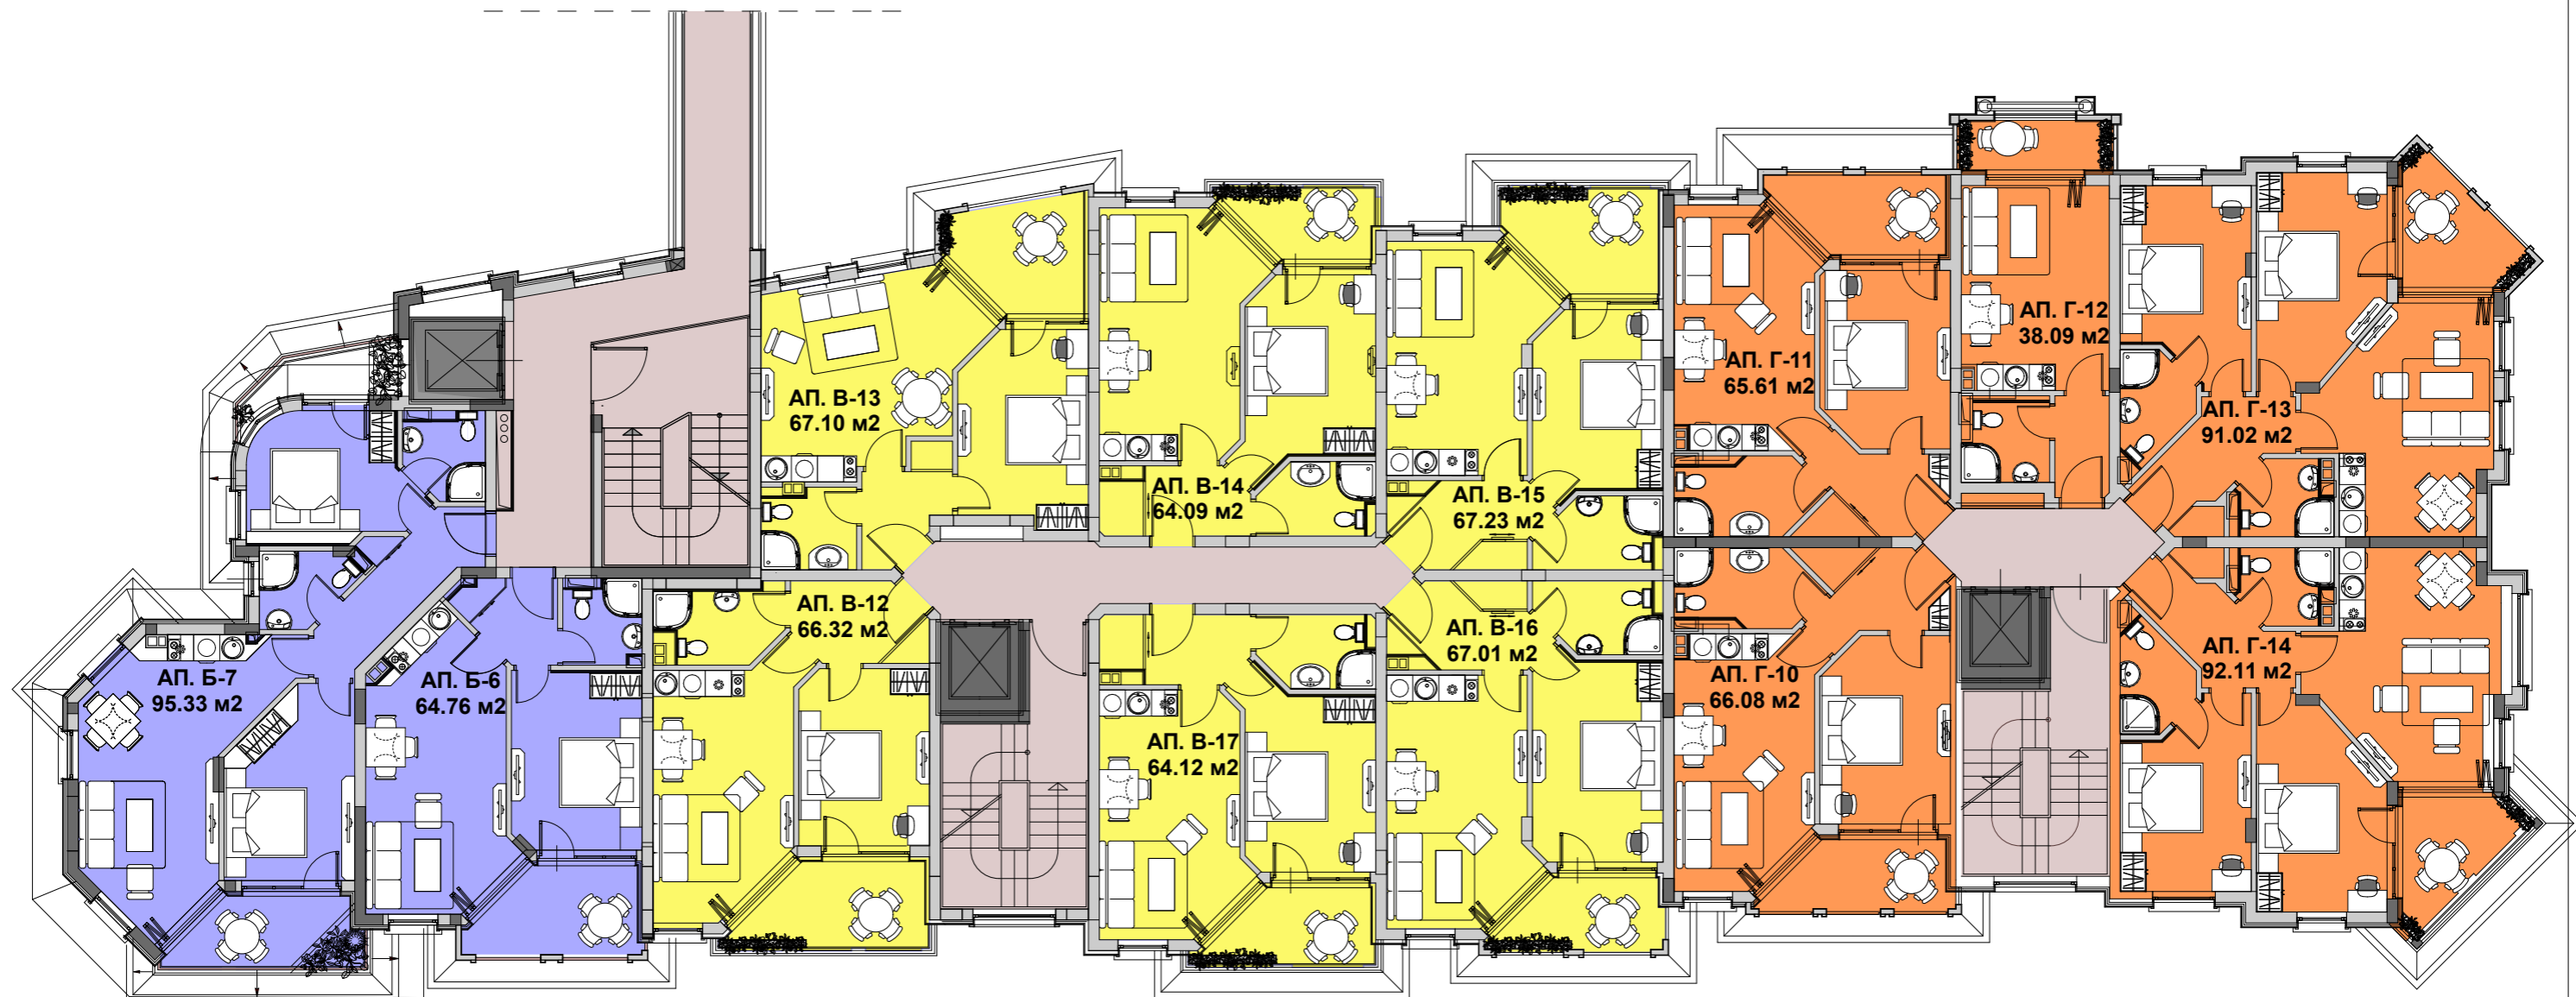 АП. Г-12
38.09 м2
АП. Г-11
65.61 м2
АП. В-13
67.10 м2
АП. Г-13
91.02 м2
АП. В-14
64.09 м2
АП. В-15
67.23 м2
АП. В-12
66.32 м2
АП. В-16
67.01 м2
АП. Б-7
95.33 м2
АП. Б-6
64.76 м2
АП. Г-10
66.08 м2
АП. Г-14
92.11 м2
АП. В-17
64.12 м2